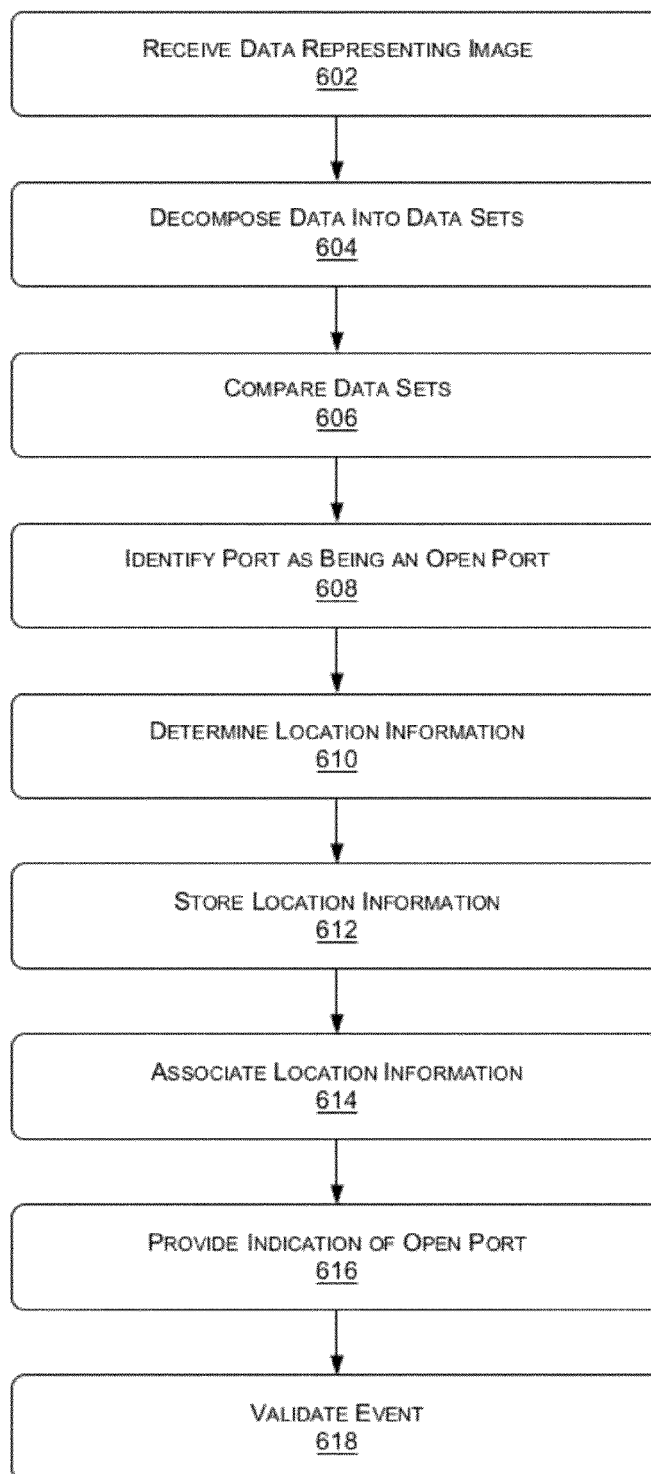 RECEIVE DATA REPRESENTING IMAGE
602
DECOMPOSE DATA INTO DATA SETS
604
COMPARE DATA SETS
606
IDENTIFY PORT AS BEING AN OPEN PORT
608
DETERMINE LOCATION INFORMATION
610
STORE LOCATION INFORMATION
612
ASSOCIATE LOCATION INFORMATION
614
PROVIDE INDICATION OF OPEN PORT
616
VALIDATE EVENT
618